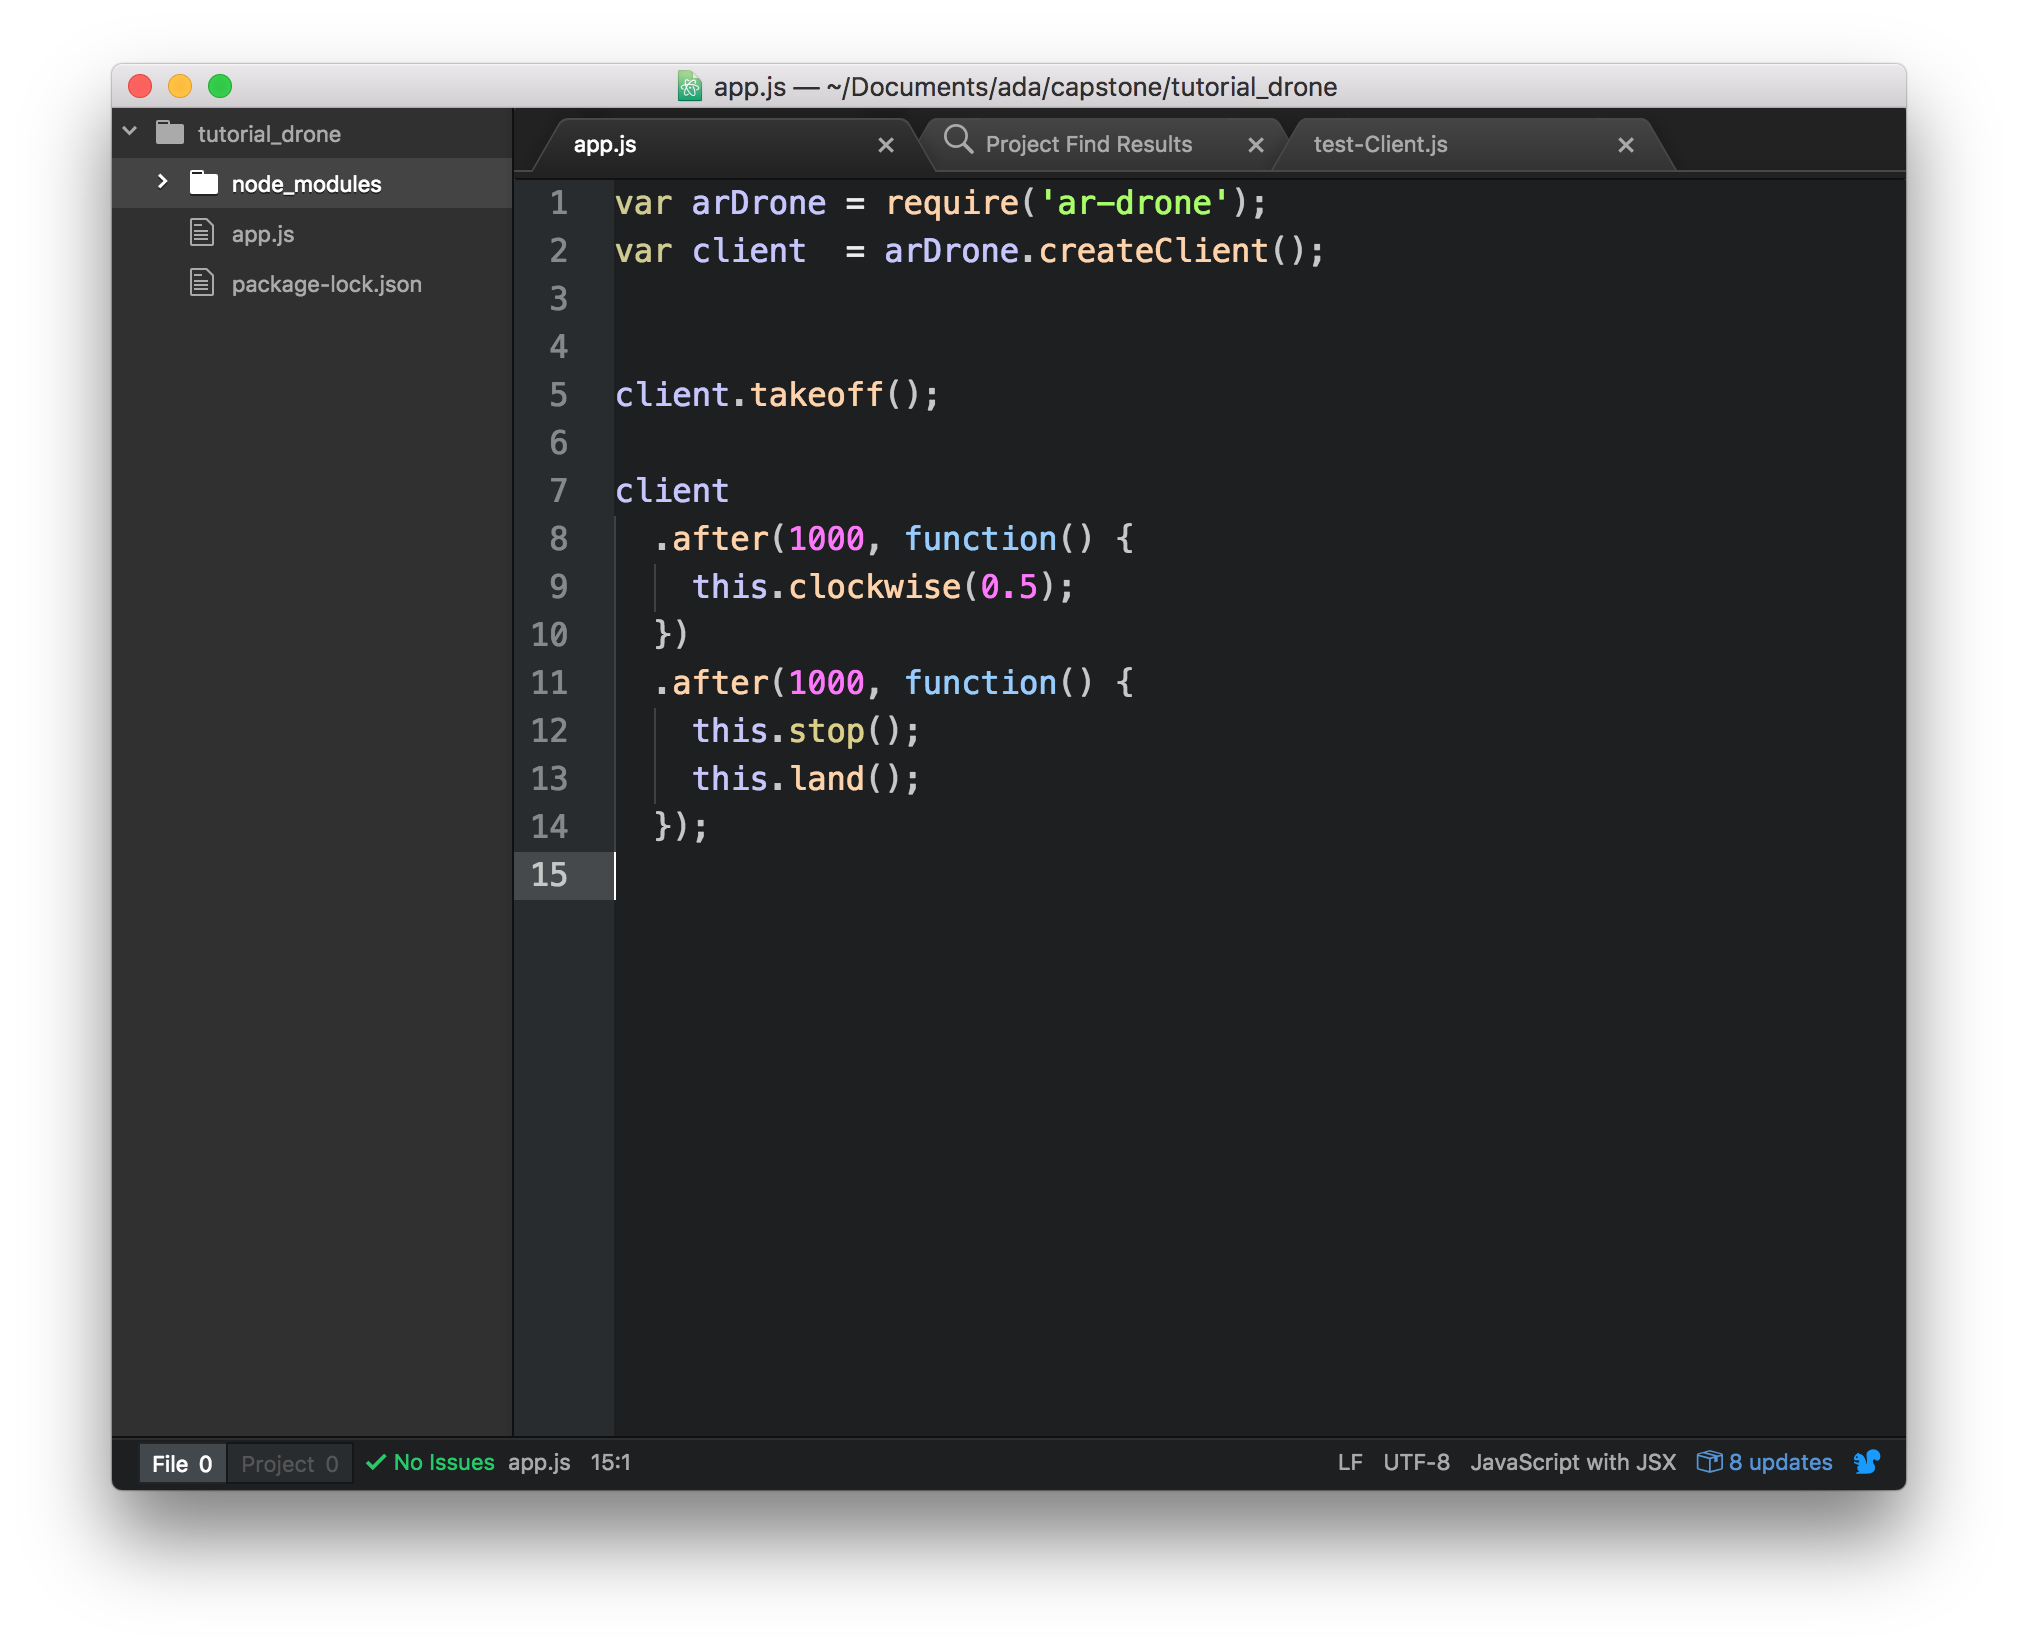 app.js — ~/Documents/ada/capstone/tutorial_drone
tutorial_drone
node_modules
app.js
package-lock.json
app.js
Project Find Results
test-Client.js
1 var arDrone = require('ar-drone');
2 var client  = arDrone.createClient();
3
4
5 client.takeoff();
6
7 client
8   .after(1000, function() {
9     this.clockwise(0.5);
10   })
11   .after(1000, function() {
12     this.stop();
13     this.land();
14   });
15
File 0 Project 0 No Issues app.js 15:1 LF UTF-8 JavaScript with JSX 8 updates